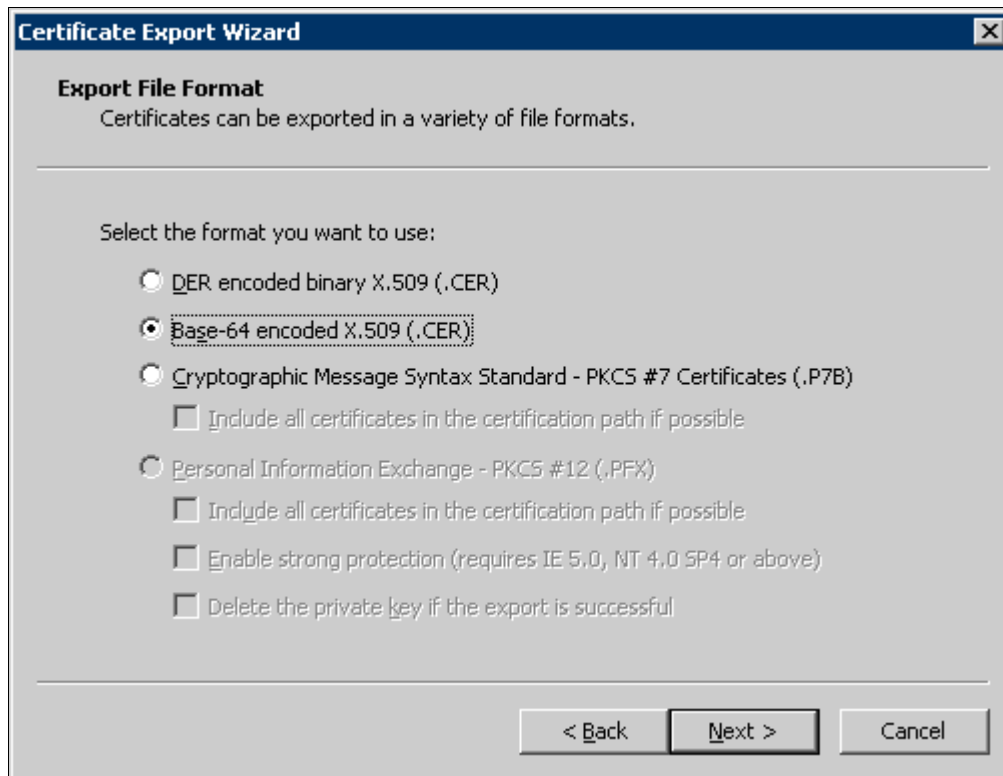 Certificate Export Wizard
Export File Format
Certificates can be exported in a variety of file formats.
Select the format you want to use:
DER encoded binary X.509 (.CER)
Base-64 encoded X.509 (.CER)
Cryptographic Message Syntax Standard - PKCS #7 Certificates (.P7B)
Include all certificates in the certification path if possible
Personal Information Exchange - PKCS #12 (.PFX)
Include all certificates in the certification path if possible
Enable strong protection (requires IE 5.0, NT 4.0 SP4 or above)
Delete the private key if the export is successful
< Back Next > Cancel